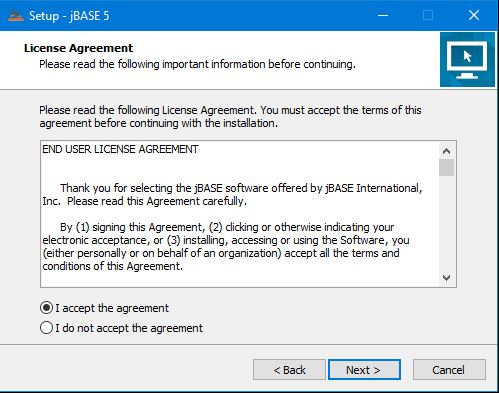 Setup - jBASE 5
License Agreement
Please read the following important information before continuing.
Please read the following License Agreement. You must accept the terms of this
agreement before continuing with the installation.
END USER LICENSE AGREEMENT
Thank you for selecting the jBASE software offered by jBASE International,
Inc.  Please read this Agreement carefully.
By (1) signing this Agreement, (2) clicking or otherwise indicating your
electronic acceptance, or (3) installing, accessing or using the Software, you
(either personally or on behalf of an organization) accept all the terms and
conditions of this Agreement.
I accept the agreement
I do not accept the agreement
< Back
Next >
Cancel